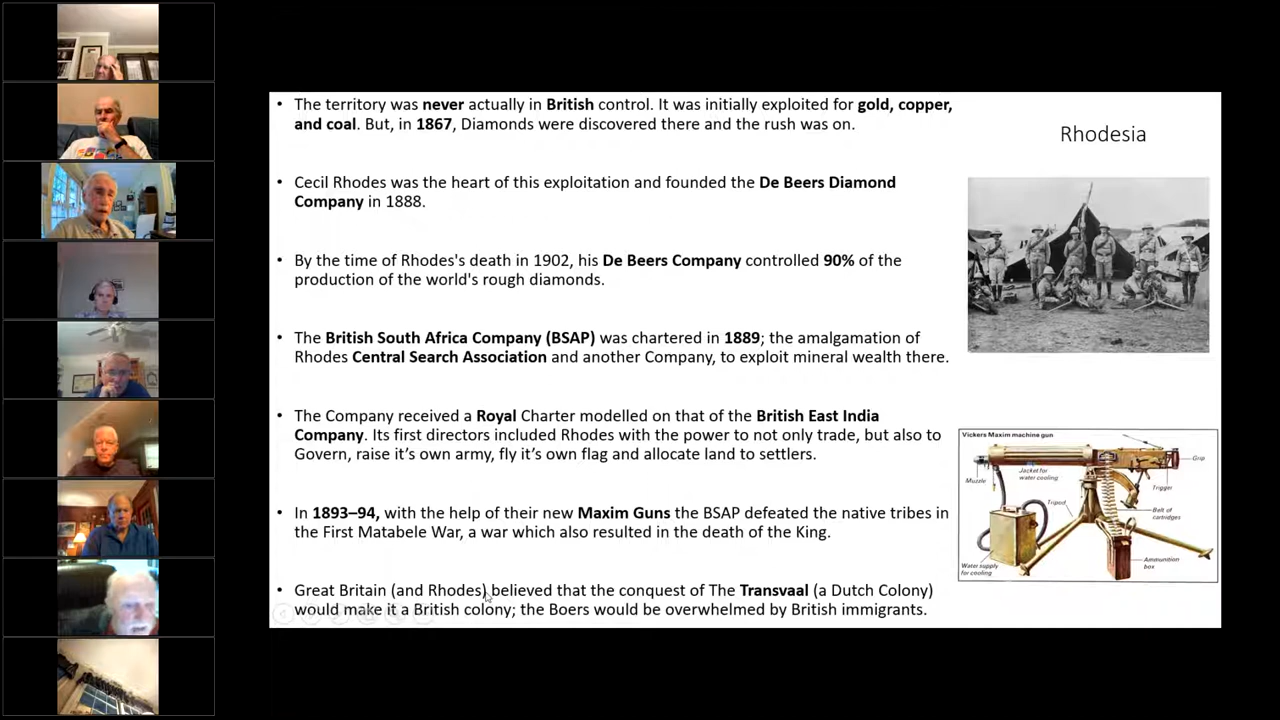 • The territory was never actually in British control. It was initially exploited for gold, copper,
and coal. But, in 1867, Diamonds were discovered there and the rush was on.
• Cecil Rhodes was the heart of this exploitation and founded the De Beers Diamond
Company in 1888.
• By the time of Rhodes's death in 1902, his De Beers Company controlled 90% of the
production of the world's rough diamonds.
• The British South Africa Company (BSAP) was chartered in 1889; the amalgamation of
Rhodes Central Search Association and another Company, to exploit mineral wealth there.
• The Company received a Royal Charter modelled on that of the British East India
Company. Its first directors included Rhodes with the power to not only trade, but also to
Govern, raise it's own army, fly it's own flag and allocate land to settlers.
• In 1893–94, with the help of their new Maxim Guns the BSAP defeated the native tribes in
the First Matabele War, a war which also resulted in the death of the King.
• Great Britain (and Rhodes) believed that the conquest of The Transvaal (a Dutch Colony)
would make it a British colony; the Boers would be overwhelmed by British immigrants.
Rhodesia
Vickers Maxim machine gun
Muzzle
Jacket for
water cooling
Grip
Trigger
Tripod
Belt of
cartridges
Water supply
for cooling
Ammunition
box